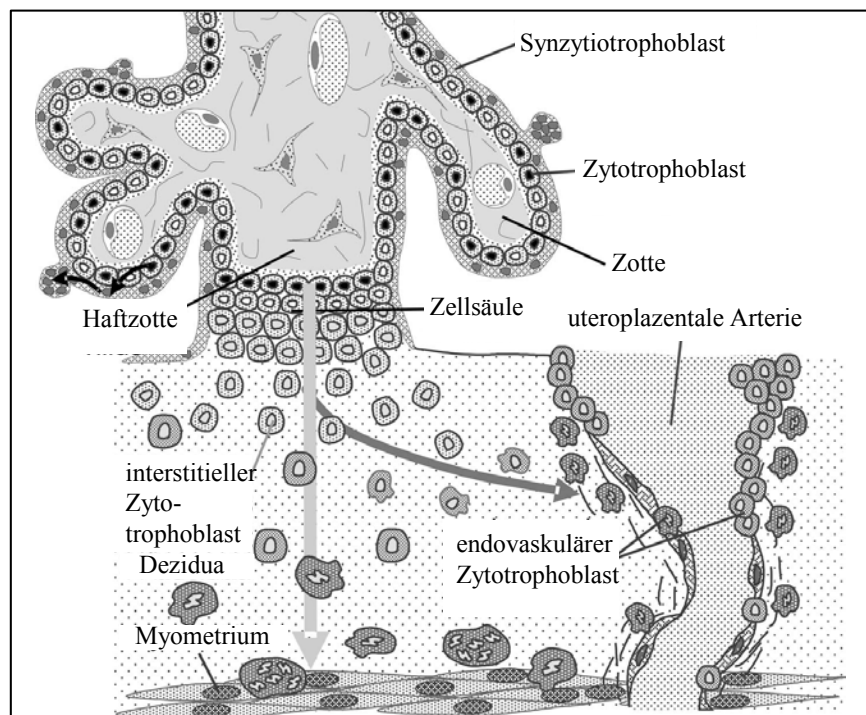 Synzytiotrophoblast
Zytotrophoblast
Zotte
Haftzotte
Zellsäule
uteroplazentale Arterie
interstitieller
Zyto-
trophoblast
Dezidua
endovaskulärer
Zytotrophoblast
Myometrium